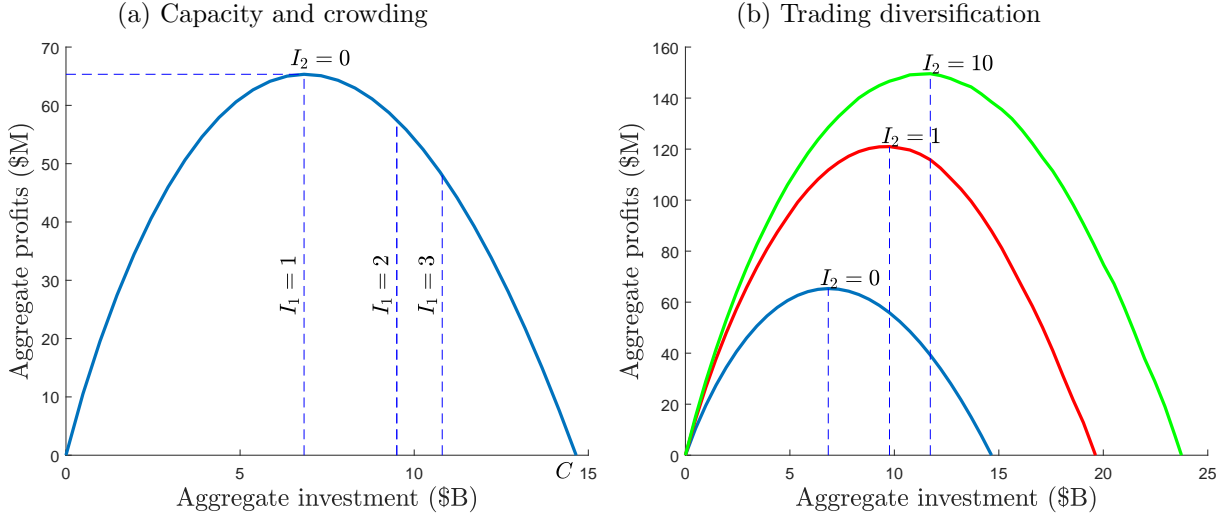 (a) Capacity and crowding
70
60
50
40
30
20
10
0
Aggregate profits ($M)
I₂ = 0
I₁ = 1
I₁ = 2
I₁ = 3
0
5
10
C
15
Aggregate investment ($B)
(b) Trading diversification
160
140
120
100
80
60
40
20
0
Aggregate profits ($M)
I₂ = 10
I₂ = 1
I₂ = 0
0
5
10
15
20
25
Aggregate investment ($B)